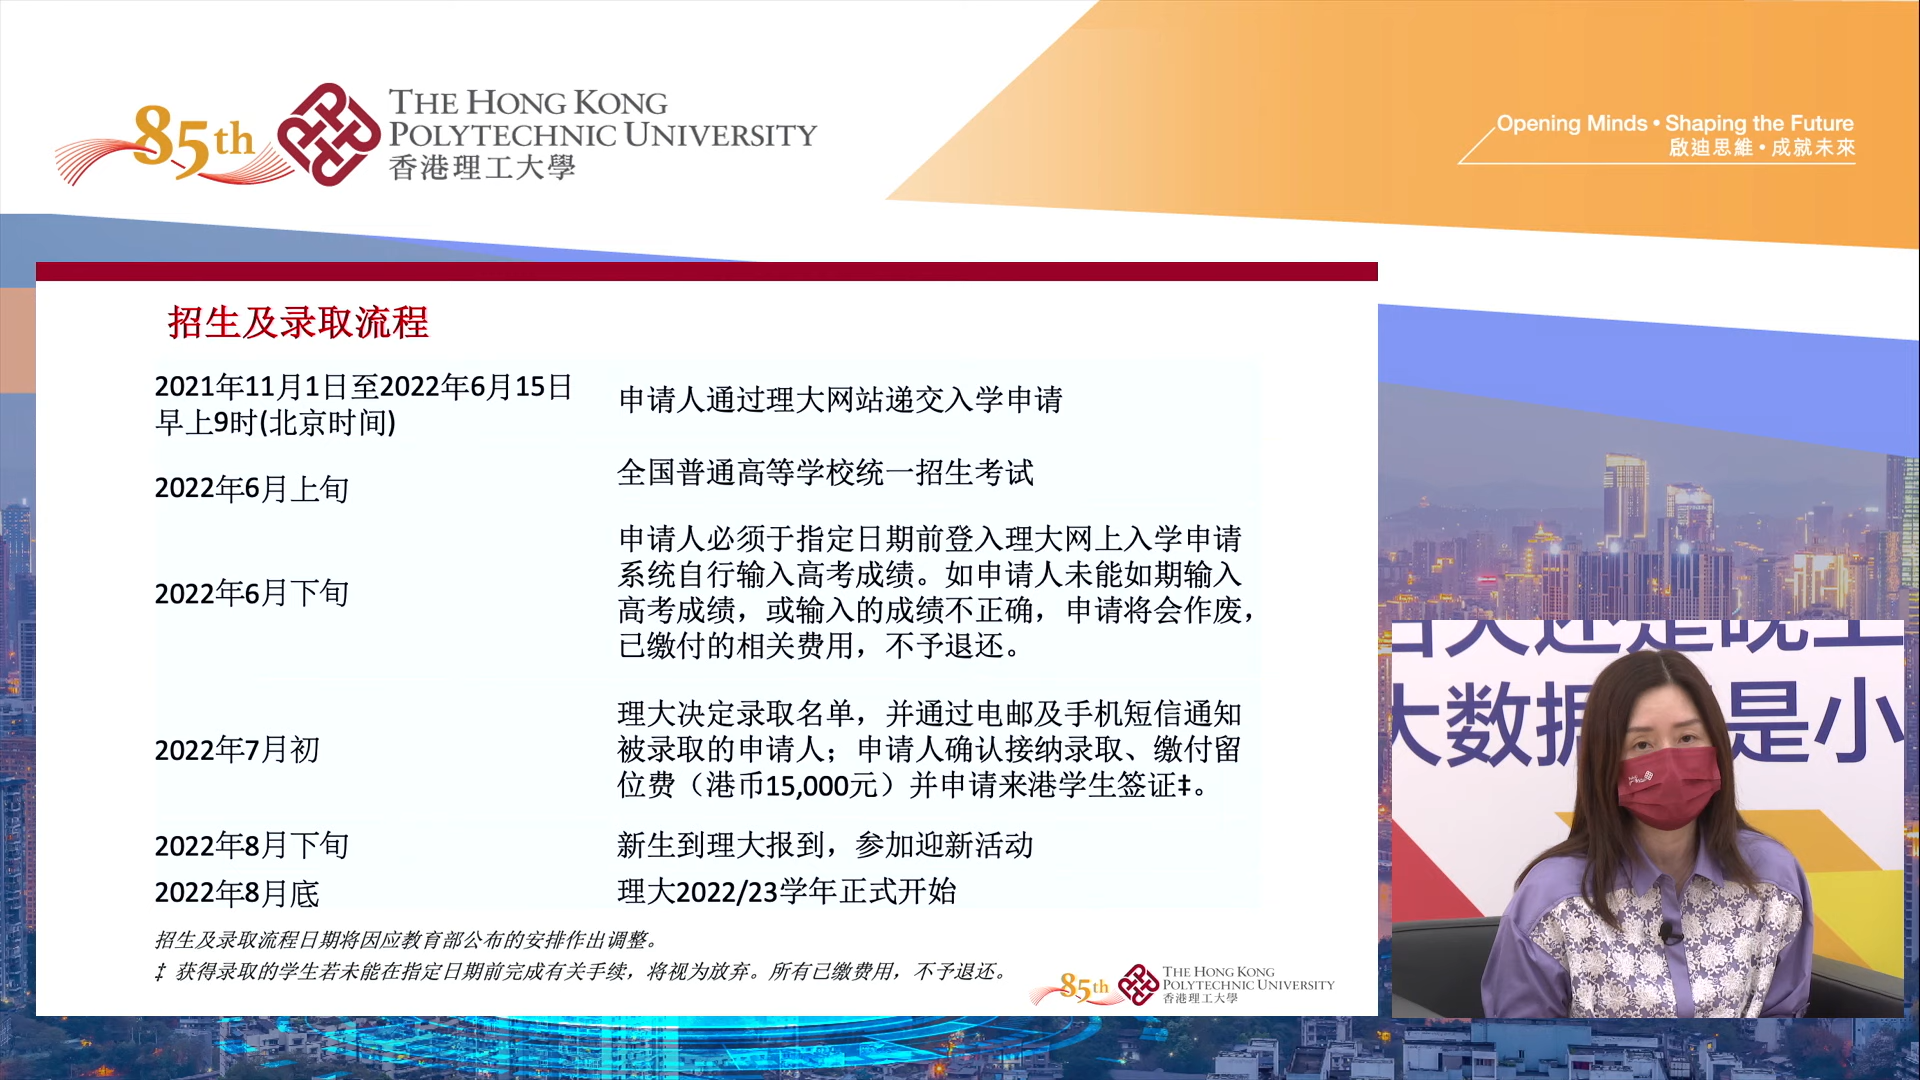 85th
THE HONG KONG
POLYTECHNIC UNIVERSITY
香港理工大學
Opening Minds • Shaping the Future
啟迪思維 • 成就未來
招生及录取流程
2021年11月1日至2022年6月15日
早上9时(北京时间)
申请人通过理大网站递交入学申请
2022年6月上旬
全国普通高等学校统一招生考试
2022年6月下旬
申请人必须于指定日期前登入理大网上入学申请
系统自行输入高考成绩。如申请人未能如期输入
高考成绩，或输入的成绩不正确，申请将会作废，
已缴付的相关费用，不予退还。
2022年7月初
理大决定录取名单，并通过电邮及手机短信通知
被录取的申请人；申请人确认接纳录取、缴付留
位费（港币15,000元）并申请来港学生签证‡。
2022年8月下旬
新生到理大报到，参加迎新活动
2022年8月底
理大2022/23学年正式开始
招生及录取流程日期将因应教育部公布的安排作出调整。
‡ 获得录取的学生若未能在指定日期前完成有关手续，将视为放弃。所有已缴费用，不予退还。
85th
THE HONG KONG
POLYTECHNIC UNIVERSITY
香港理工大學
天还是晚上
大数据 是小